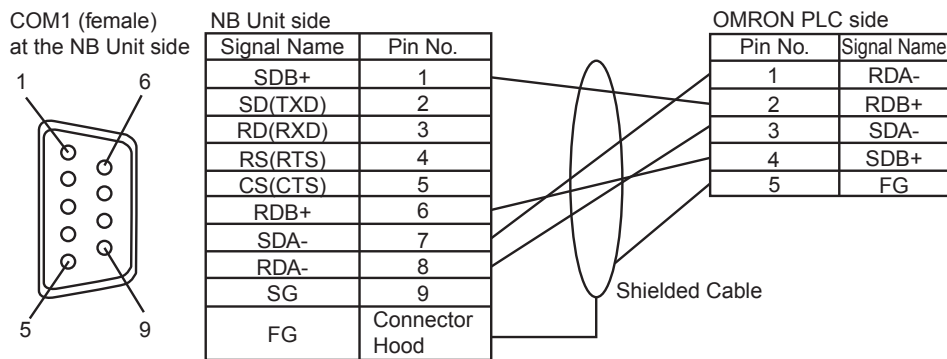 COM1 (female)
at the NB Unit side
1
6
5
9
NB Unit side
Signal Name Pin No.
SDB+ 1
SD(TXD) 2
RD(RXD) 3
RS(RTS) 4
CS(CTS) 5
RDB+ 6
SDA- 7
RDA- 8
SG 9
FG Connector
Hood
Shielded Cable
OMRON PLC side
Pin No. Signal Name
1 RDA-
2 RDB+
3 SDA-
4 SDB+
5 FG